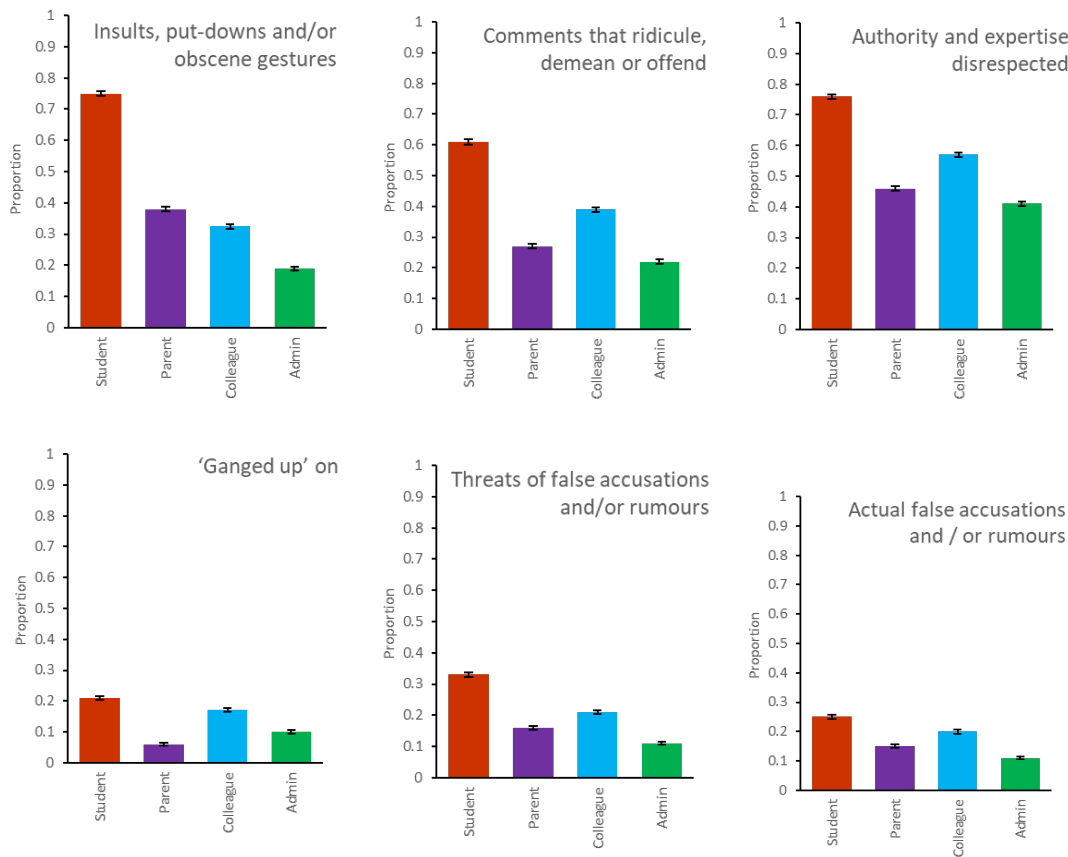 Insults, put-downs and/or
obscene gestures
Proportion
1
0.9
0.8
0.7
0.6
0.5
0.4
0.3
0.2
0.1
0
Student
Parent
Colleague
Admin
Comments that ridicule,
demean or offend
Proportion
1
0.9
0.8
0.7
0.6
0.5
0.4
0.3
0.2
0.1
0
Student
Parent
Colleague
Admin
Authority and expertise
disrespected
Proportion
1
0.9
0.8
0.7
0.6
0.5
0.4
0.3
0.2
0.1
0
Student
Parent
Colleague
Admin
‘Ganged up’ on
Proportion
1
0.9
0.8
0.7
0.6
0.5
0.4
0.3
0.2
0.1
0
Student
Parent
Colleague
Admin
Threats of false accusations
and/or rumours
Proportion
1
0.9
0.8
0.7
0.6
0.5
0.4
0.3
0.2
0.1
0
Student
Parent
Colleague
Admin
Actual false accusations
and / or rumours
Proportion
1
0.9
0.8
0.7
0.6
0.5
0.4
0.3
0.2
0.1
0
Student
Parent
Colleague
Admin